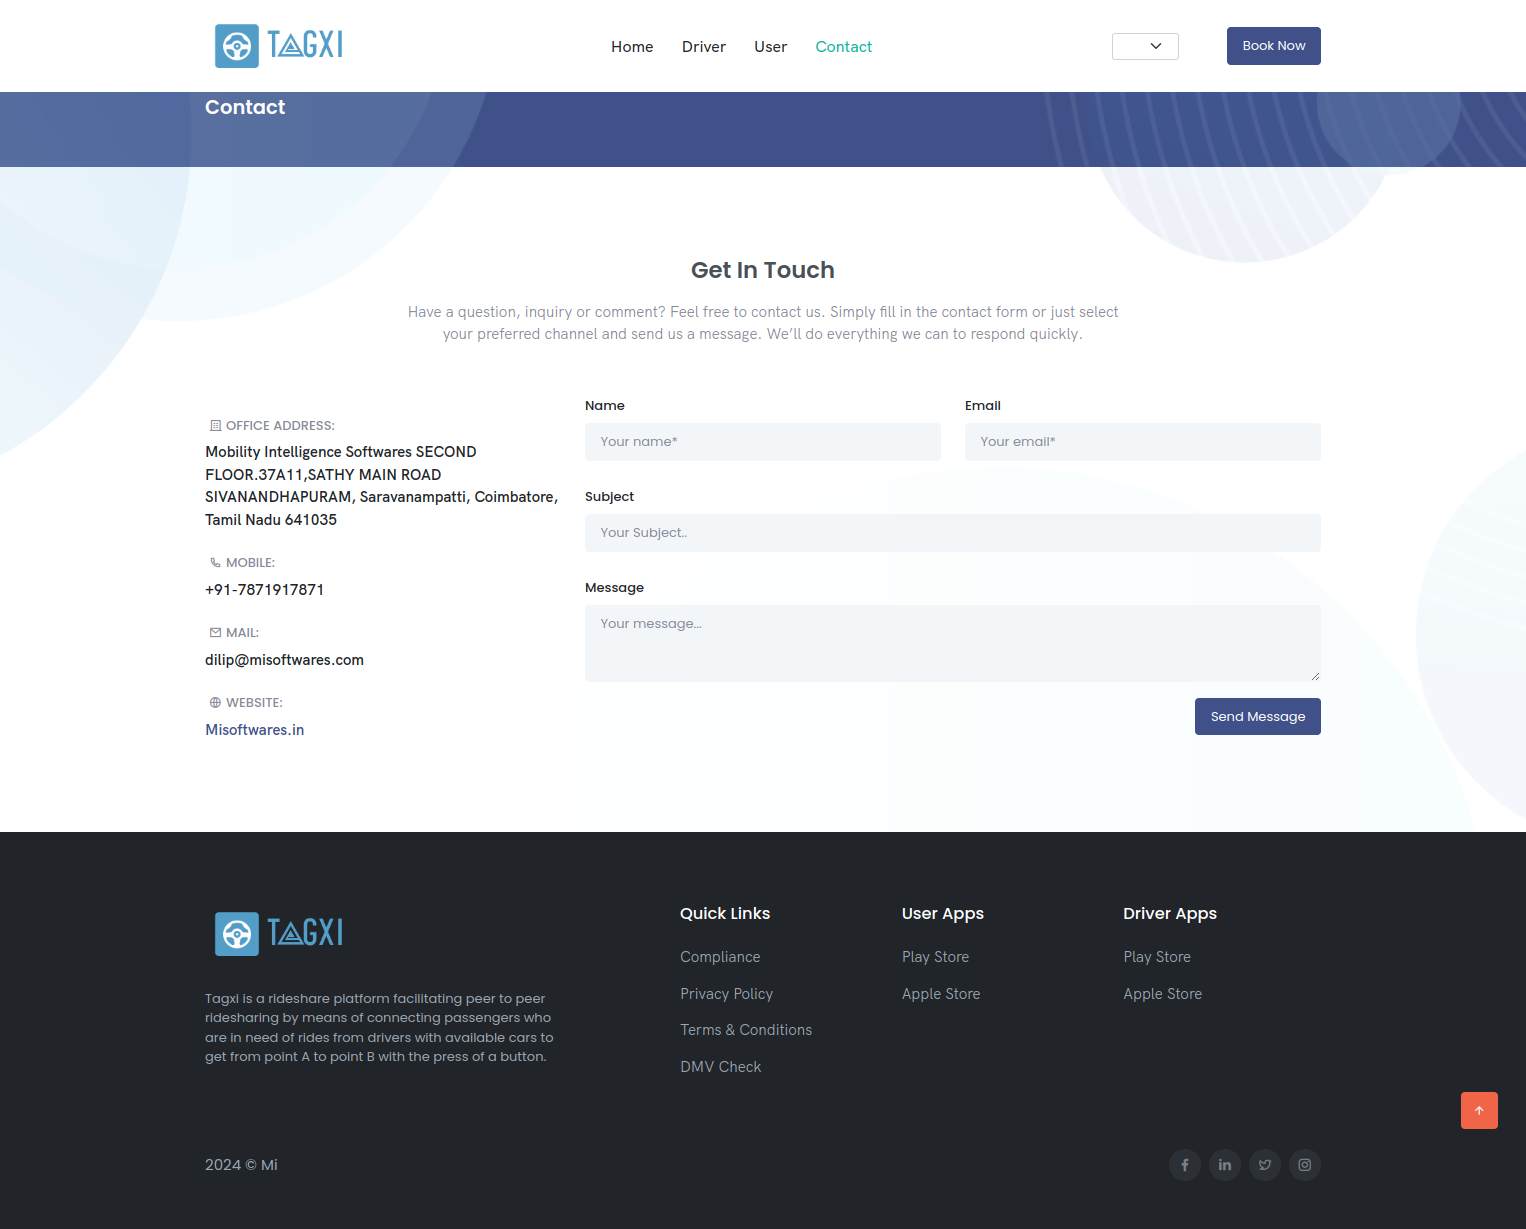 TAGXI
Home
Driver
User
Contact
Book Now
Contact
Get In Touch
Have a question, inquiry or comment? Feel free to contact us. Simply fill in the contact form or just select
your preferred channel and send us a message. We’ll do everything we can to respond quickly.
OFFICE ADDRESS:
Mobility Intelligence Softwares SECOND
FLOOR.37A11,SATHY MAIN ROAD
SIVANANDHAPURAM, Saravanampatti, Coimbatore,
Tamil Nadu 641035
MOBILE:
+91-7871917871
MAIL:
dilip@misoftwares.com
WEBSITE:
Misoftwares.in
Name
Your name*
Email
Your email*
Subject
Your Subject..
Message
Your message...
Send Message
TAGXI
Tagxi is a rideshare platform facilitating peer to peer
ridesharing by means of connecting passengers who
are in need of rides from drivers with available cars to
get from point A to point B with the press of a button.
Quick Links
Compliance
Privacy Policy
Terms & Conditions
DMV Check
User Apps
Play Store
Apple Store
Driver Apps
Play Store
Apple Store
2024 © Mi